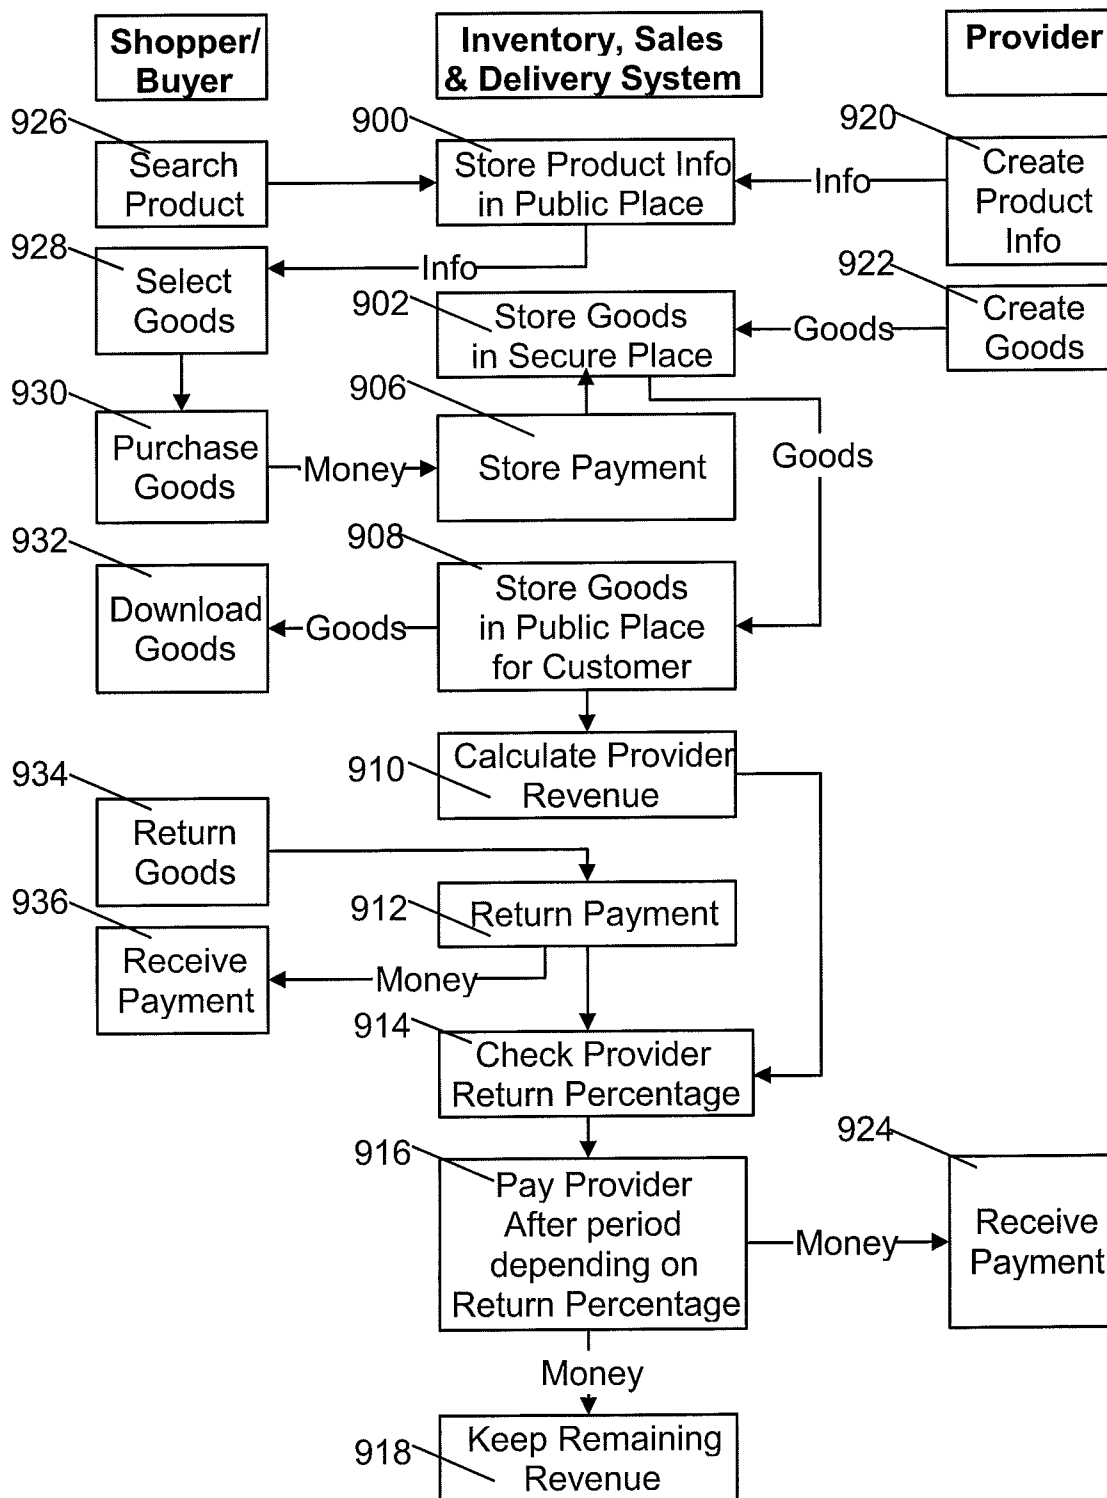 Shopper/
Buyer
Inventory, Sales
& Delivery System
Provider
926
Search
Product
900
Store Product Info
in Public Place
Info
920
Create
Product
Info
928
Select
Goods
Info
902
Store Goods
in Secure Place
Goods
922
Create
Goods
930
Purchase
Goods
Money
906
Store Payment
Goods
932
Download
Goods
Goods
908
Store Goods
in Public Place
for Customer
910
Calculate Provider
Revenue
934
Return
Goods
912
Return Payment
936
Receive
Payment
Money
914
Check Provider
Return Percentage
916
Pay Provider
After period
depending on
Return Percentage
Money
924
Receive
Payment
Money
918
Keep Remaining
Revenue